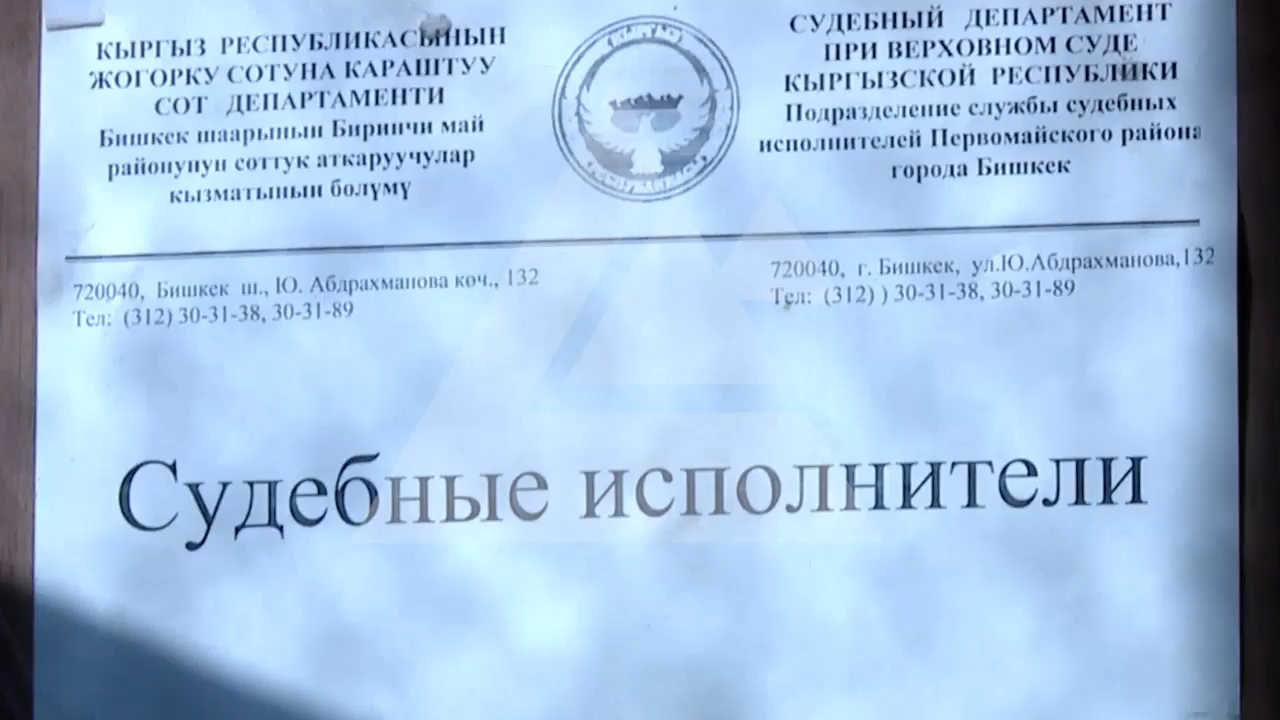 КЫРГЫЗ РЕСПУБЛИКАСЫНЫН
ЖОГОРКУ СОТУНА КАРАШТУУ
СОТ ДЕПАРТАМЕНТИ
Бишкек шаарынын Биринчи май
районунун соттук аткаруучулар
кызматынын болүмү
СУДЕБНЫЙ ДЕПАРТАМЕНТ
ПРИ ВЕРХОВНОМ СУДЕ
КЫРГЫЗСКОЙ РЕСПУБЛИКИ
Подразделение службы судебных
исполнителей Первомайского района
города Бишкек
720040, Бишкек ш., Ю. Абдрахманова көч., 132
Тел: (312) 30-31-38, 30-31-89
720040, г. Бишкек, ул.Ю.Абдрахманова,132
Тел: (312) ) 30-31-38, 30-31-89
Судебные исполнители